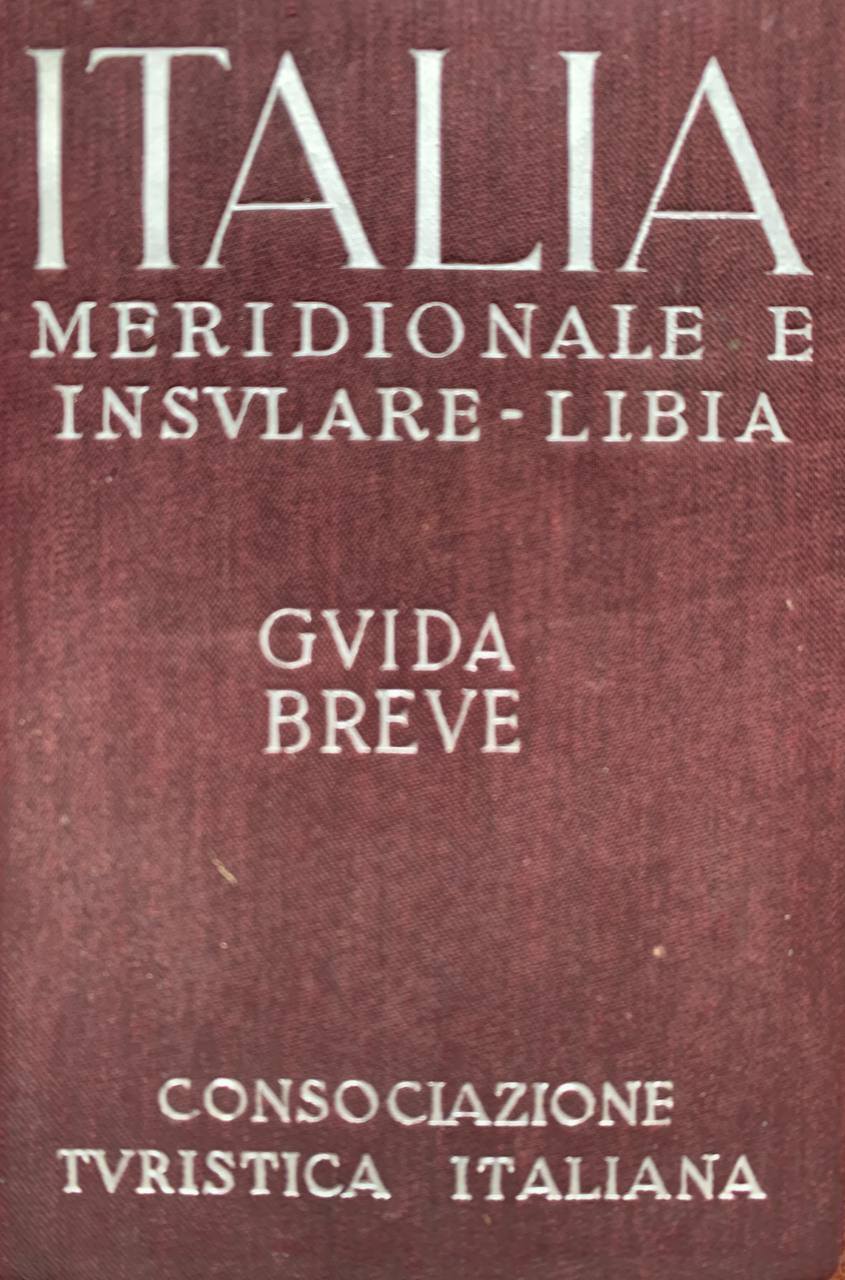 ITALIA
MERIDIONALE E
INSVLARE - LIBIA
GVIDA
BREVE
CONSOCIAZIONE
TVRISTICA ITALIANA